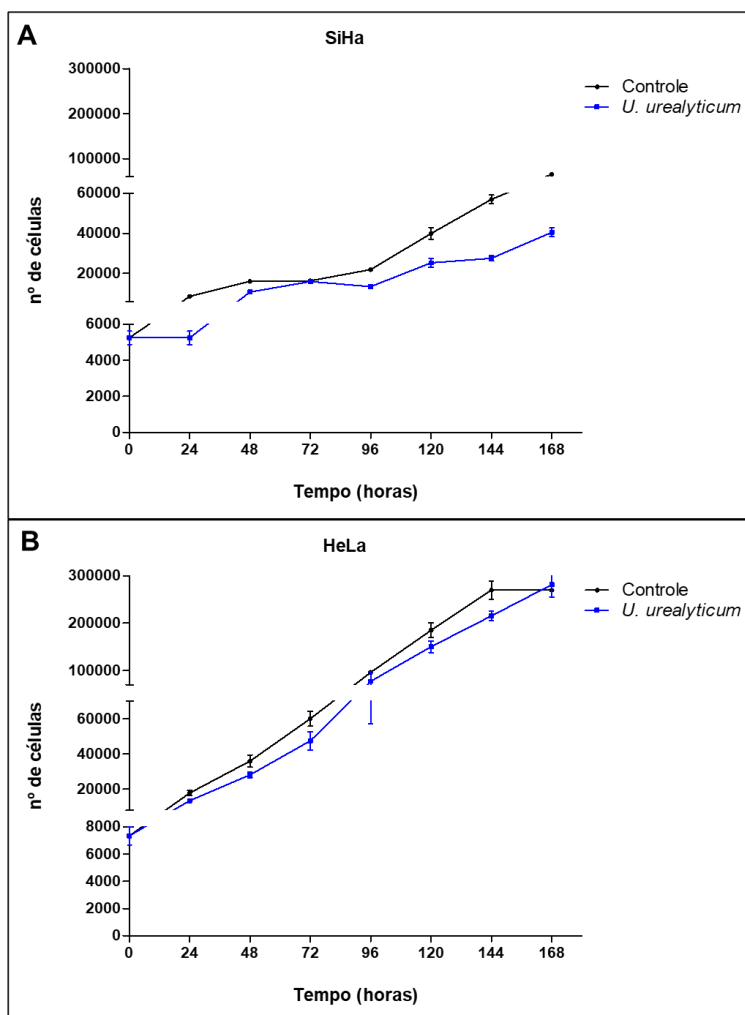 A
SiHa
Controle
U. urealyticum
nº de células
300000
200000
100000
60000
40000
20000
6000
4000
2000
0
0 24 48 72 96 120 144 168
Tempo (horas)
B
HeLa
Controle
U. urealyticum
nº de células
300000
200000
100000
60000
40000
20000
8000
6000
4000
2000
0
0 24 48 72 96 120 144 168
Tempo (horas)